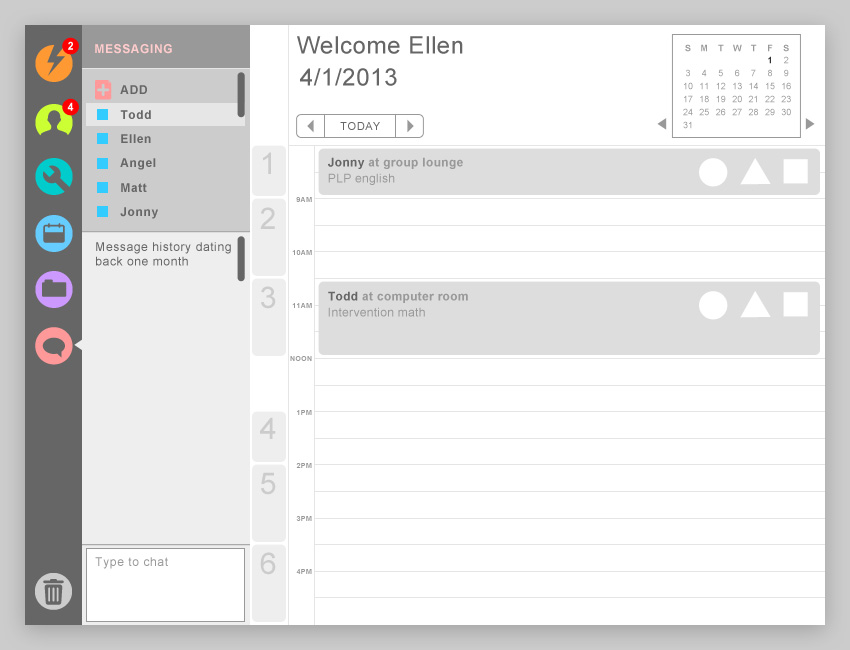 2
4
MESSAGING
ADD
Todd
Ellen
Angel
Matt
Jonny
Message history dating
back one month
Type to chat
Welcome Ellen
4/1/2013
TODAY
S M T W T F S
1 2
3 4 5 6 7 8 9
10 11 12 13 14 15 16
17 18 19 20 21 22 23
24 25 26 27 28 29 30
31
1
2
3
4
5
6
Jonny at group lounge
PLP english
9AM
10AM
Todd at computer room
11AM
Intervention math
NOON
1PM
2PM
3PM
4PM